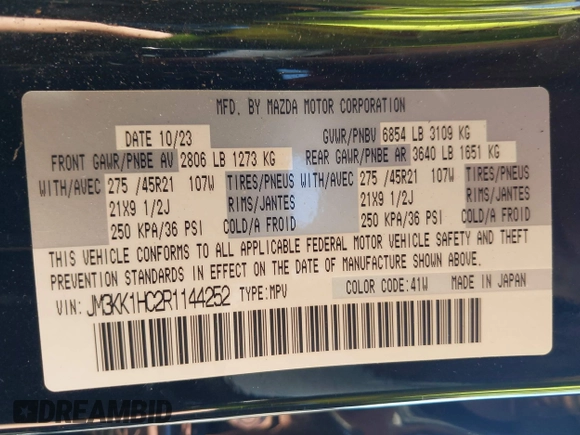 MFD. BY MAZDA MOTOR CORPORATION
DATE 10/23 GVWR/PNBV 6854 LB 3109 KG
FRONT GAWR/PNBE AV 2806 LB 1273 KG REAR GAWR/PNBE AR 3640 LB 1651 KG
WITH/AVEC 275 /45R21 107W TIRES/PNEUS WITH/AVEC 275 /45R21 107W TIRES/PNEUS
21X9 1/2J RIMS/JANTES 21X9 1/2J RIMS/JANTES
250 KPA/36 PSI COLD/A FROID 250 KPA/36 PSI COLD/A FROID
THIS VEHICLE CONFORMS TO ALL APPLICABLE FEDERAL MOTOR VEHICLE SAFETY AND THEFT
PREVENTION STANDARDS IN EFFECT ON THE DATE OF MANUFACTURE SHOWN ABOVE.
VIN: JM3KK1HC2R1144252 TYPE:MPV COLOR CODE:41W MADE IN JAPAN
DREAMBID